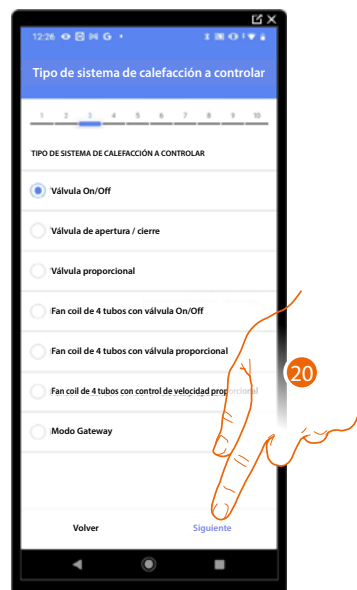 12:26 G
Tipo de sistema de calefacción a controlar
1 2 3 4 5 6 7 8 9 10
TIPO DE SISTEMA DE CALEFACCIÓN A CONTROLAR
Válvula On/Off
Válvula de apertura / cierre
Válvula proporcional
Fan coil de 4 tubos con válvula On/Off
Fan coil de 4 tubos con válvula proporcional
Fan coil de 4 tubos con control de velocidad proporcional
Modo Gateway
20
Volver Siguiente